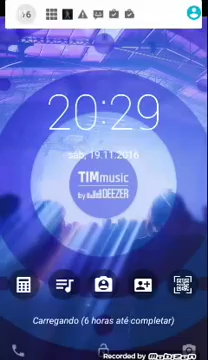 20:29
sáb, 19.11.2016
TIMmusic
by DEEZER
Carregando (6 horas até completar)
Recorded by